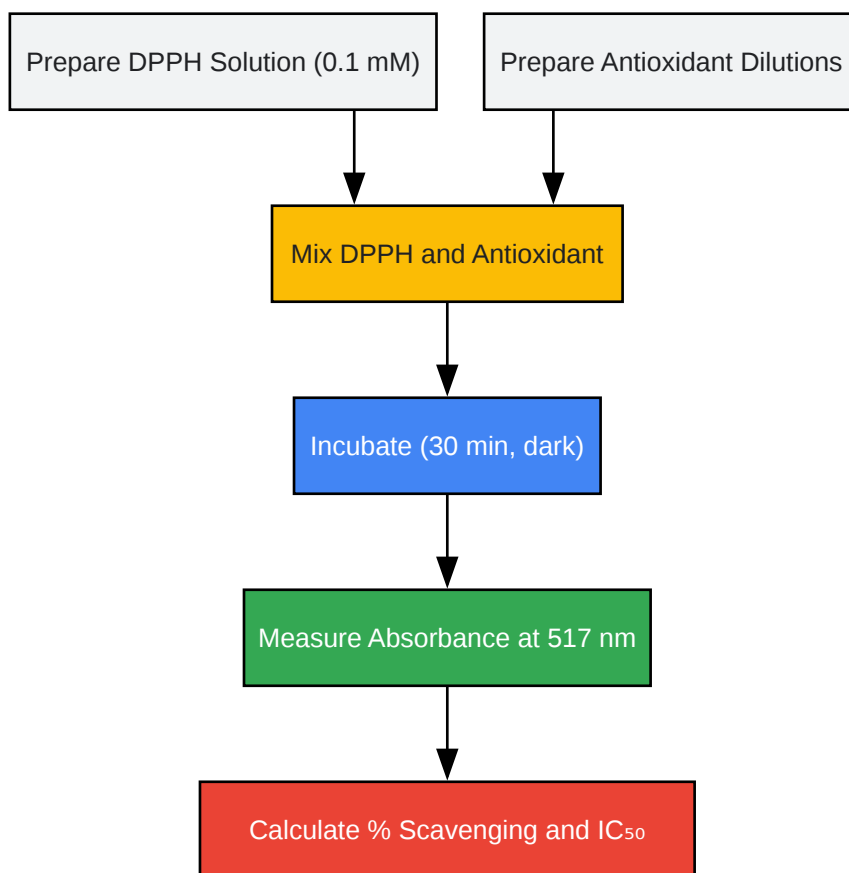 Prepare DPPH Solution (0.1 mM)
Prepare Antioxidant Dilutions
Mix DPPH and Antioxidant
Incubate (30 min, dark)
Measure Absorbance at 517 nm
Calculate % Scavenging and IC₅₀